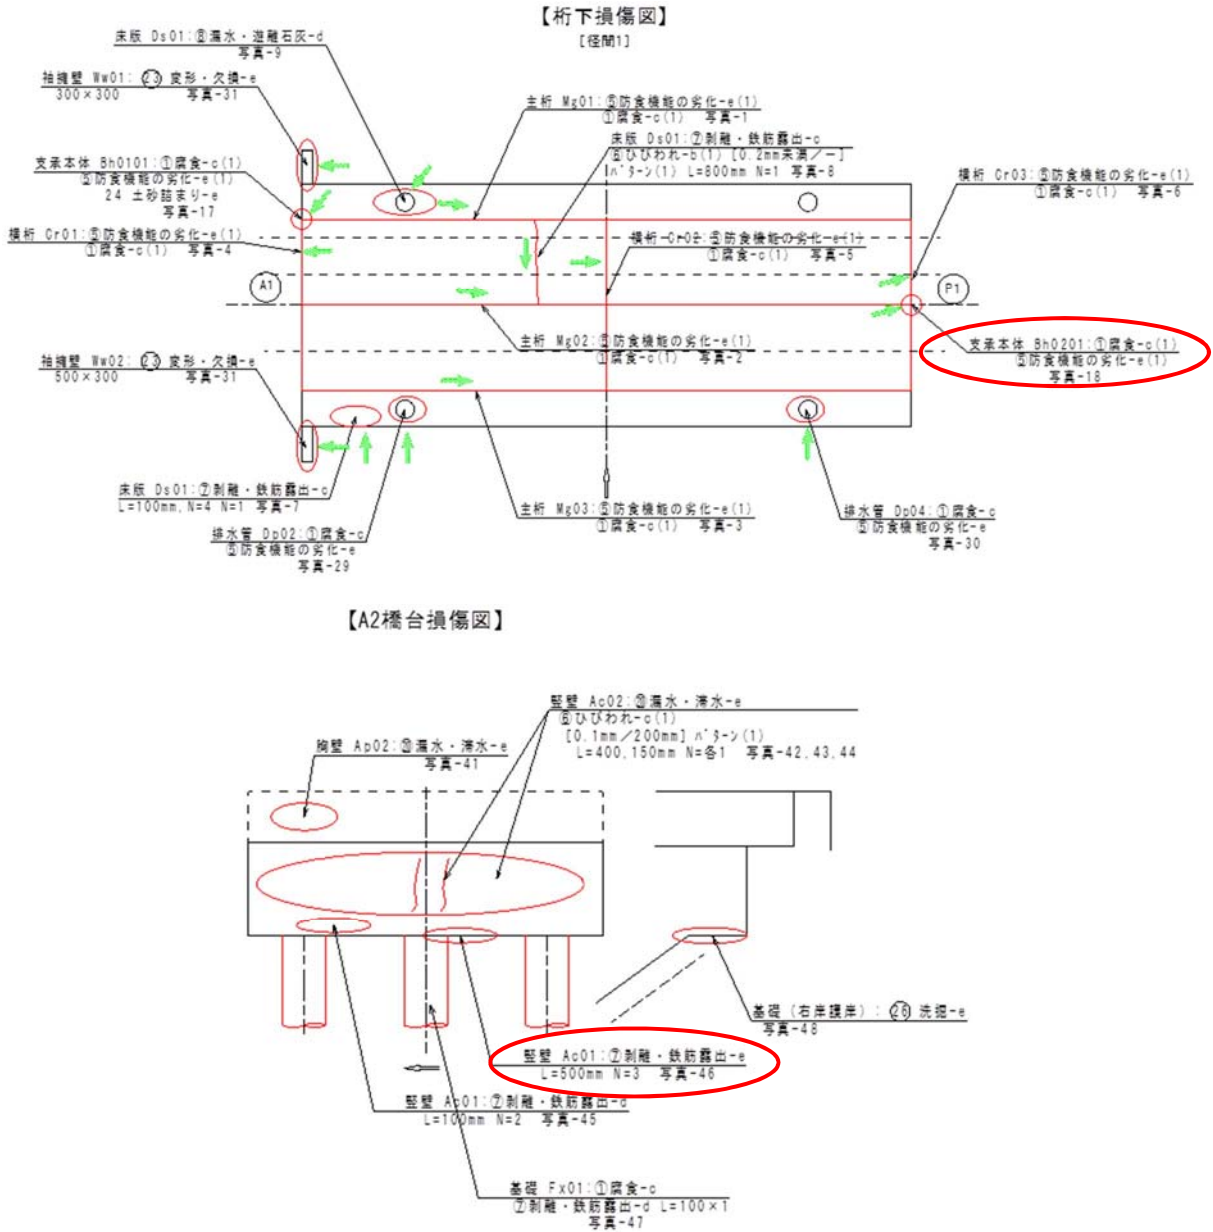 【桁下損傷図】
[径間1]
床版 Ds01:⑧漏水・遊離石灰-d
写真-9
袖擁壁 Ww01: ㉓ 変形・欠損-e
300×300 写真-31
主桁 Mg01:⑤防食機能の劣化-e(1)
①腐食-c(1) 写真-1
床版 Ds01:⑦剥離・鉄筋露出-c
⑥ひびわれ-b(1) [0.2mm未満/-]
パターン(1) L=800mm N=1 写真-8
支承本体 Bh0101:①腐食-c(1)
⑤防食機能の劣化-e(1)
24 土砂詰まり-e
写真-17
横桁 Cr03:⑤防食機能の劣化-e(1)
①腐食-c(1) 写真-6
横桁 Cr01:⑤防食機能の劣化-e(1)
①腐食-c(1) 写真-4
横桁 Cr02:⑤防食機能の劣化-e(1)
①腐食-c(1) 写真-5
A1
P1
主桁 Mg02:⑤防食機能の劣化-e(1)
①腐食-c(1) 写真-2
支承本体 Bh0201:①腐食-c(1)
⑤防食機能の劣化-e(1)
写真-18
袖擁壁 Ww02: ㉓ 変形・欠損-e
500×300 写真-31
床版 Ds01:⑦剥離・鉄筋露出-c
L=100mm,N=4 N=1 写真-7
主桁 Mg03:⑤防食機能の劣化-e(1)
①腐食-c(1) 写真-3
排水管 Dp04:①腐食-c
⑤防食機能の劣化-e
写真-30
排水管 Dp02:①腐食-c
⑤防食機能の劣化-e
写真-29
【A2橋台損傷図】
竪壁 Ac02:⑳漏水・滞水-e
⑥ひびわれ-c(1)
[0.1mm/200mm] パターン(1)
L=400,150mm N=各1 写真-42,43,44
胸壁 Ap02:⑳漏水・滞水-e
写真-41
基礎(右岸護岸): ㉖ 洗掘-e
写真-48
竪壁 Ac01:⑦剥離・鉄筋露出-e
L=500mm N=3 写真-46
竪壁 Ac01:⑦剥離・鉄筋露出-d
L=100mm N=2 写真-45
基礎 Fx01:①腐食-c
⑦剥離・鉄筋露出-d L=100×1
写真-47